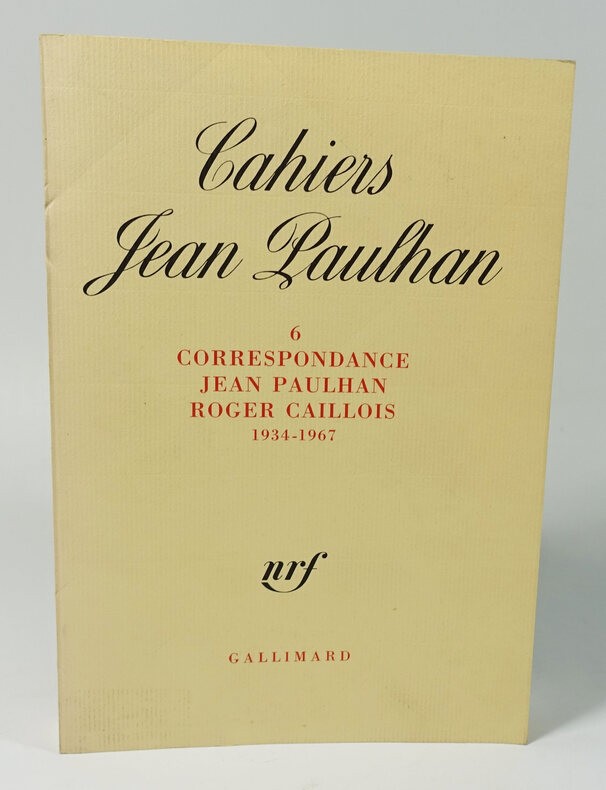 Cahiers
Jean Paulhan
6
CORRESPONDANCE
JEAN PAULHAN
ROGER CAILLOIS
1934-1967
nrf
GALLIMARD